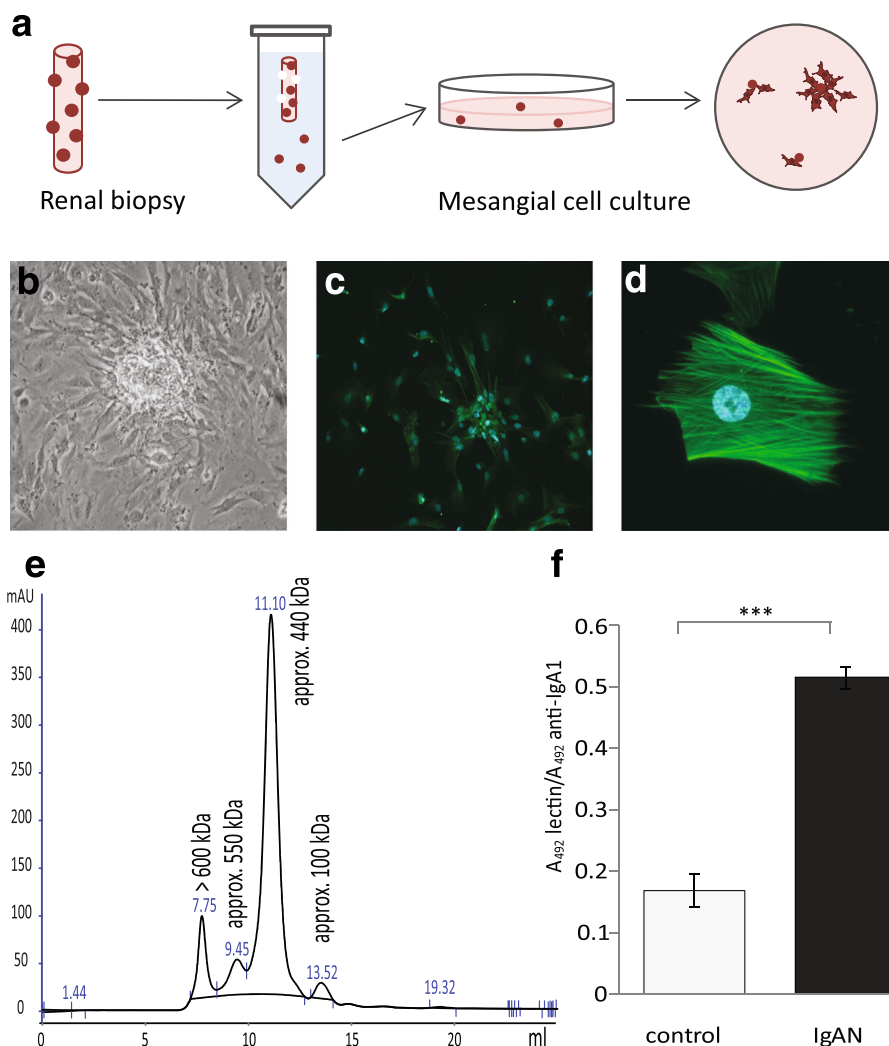 a
Renal biopsy
Mesangial cell culture
b
c
d
e
mAU
400
350
300
250
200
150
100
50
0
0
5
10
15
20
ml
1.44
7.75
> 600 kDa
9.45
approx. 550 kDa
11.10
approx. 440 kDa
13.52
approx. 100 kDa
19.32
f
***
A492 lectin/A492 anti-IgA1
0.6
0.5
0.4
0.3
0.2
0.1
0
control
IgAN